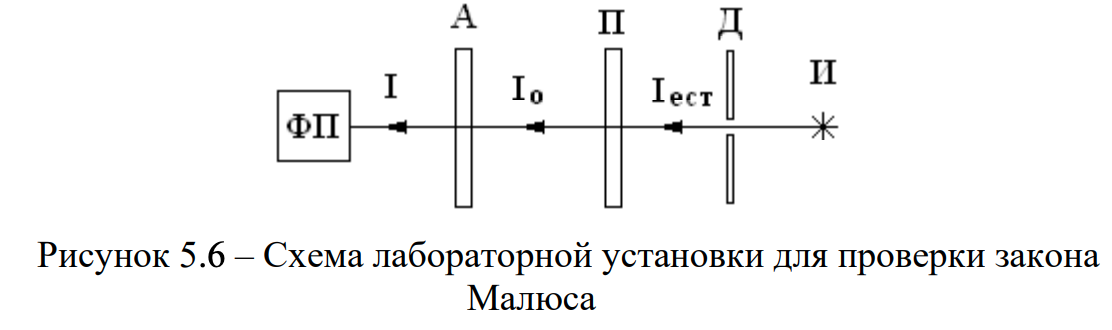 А П Д
И
I I₀ Iест
ФП
Рисунок 5.6 – Схема лабораторной установки для проверки закона
Малюса